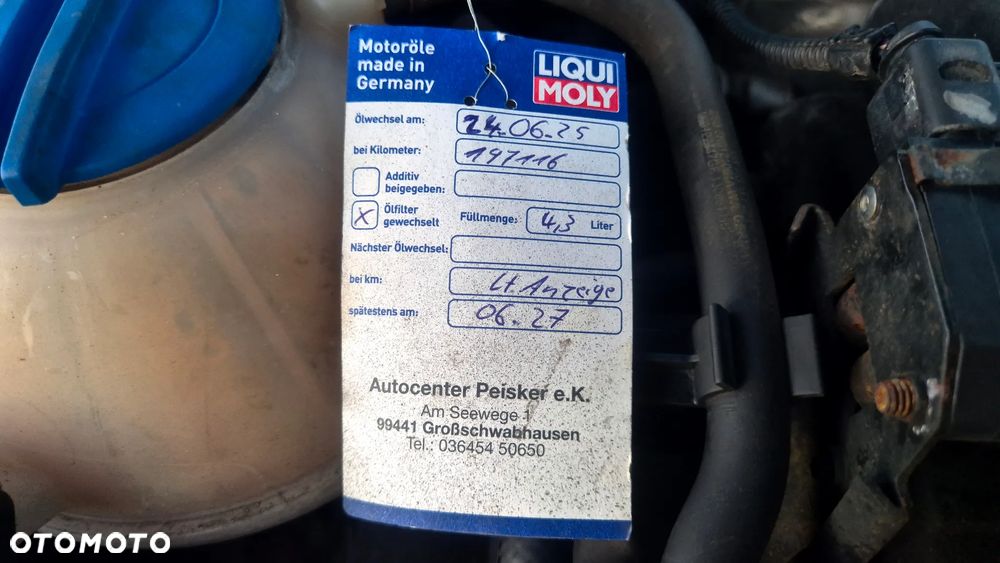 Motoröle
made in
Germany
LIQUI
MOLY
Ölwechsel am: 24.06.25
bei Kilometer: 197116
Additiv
beigegeben:
x Ölfilter
gewechselt Füllmenge: 4,3 Liter
Nächster Ölwechsel:
bei km: Lt. Anzeige
spätestens am: 06.27
Autocenter Peisker e.K.
Am Seewege 1
99441 Großschwabhausen
Tel.: 036454 50650
OTOMOTO